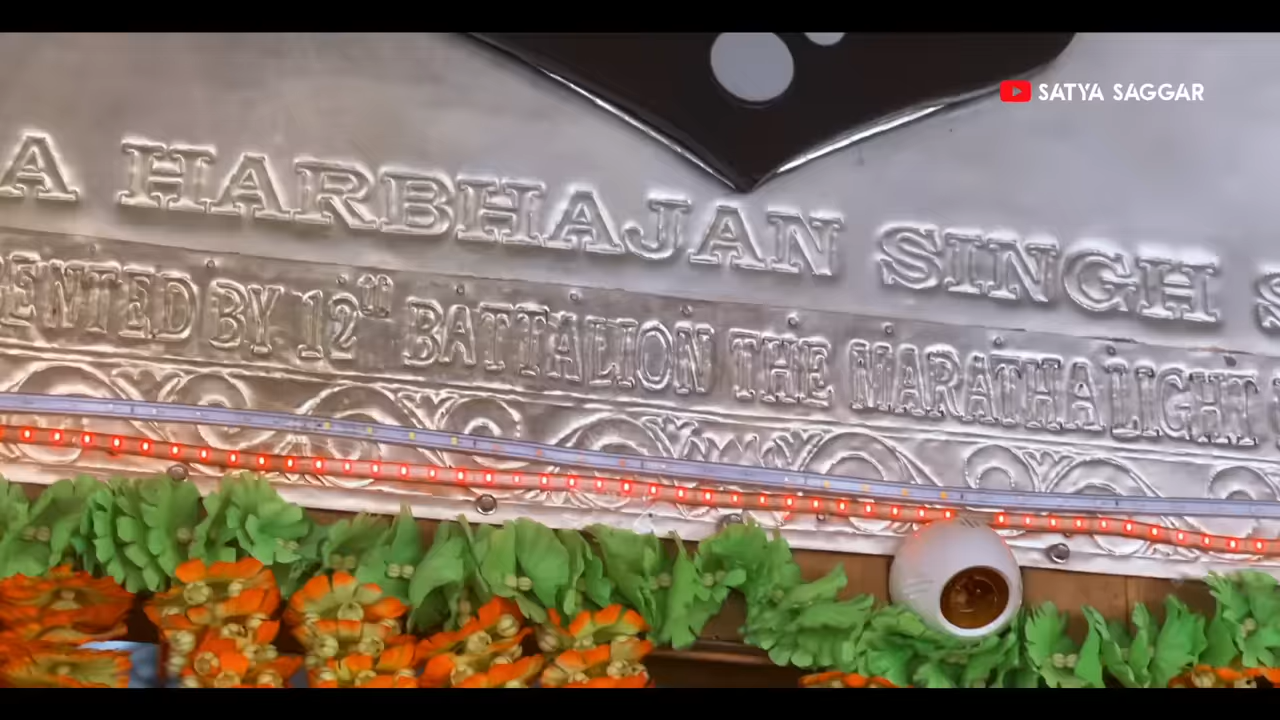 SATYA SAGGAR
A HARBHAJAN SINGH S
ENTED BY 12TH BATTALION THE MARATHA LIGHT